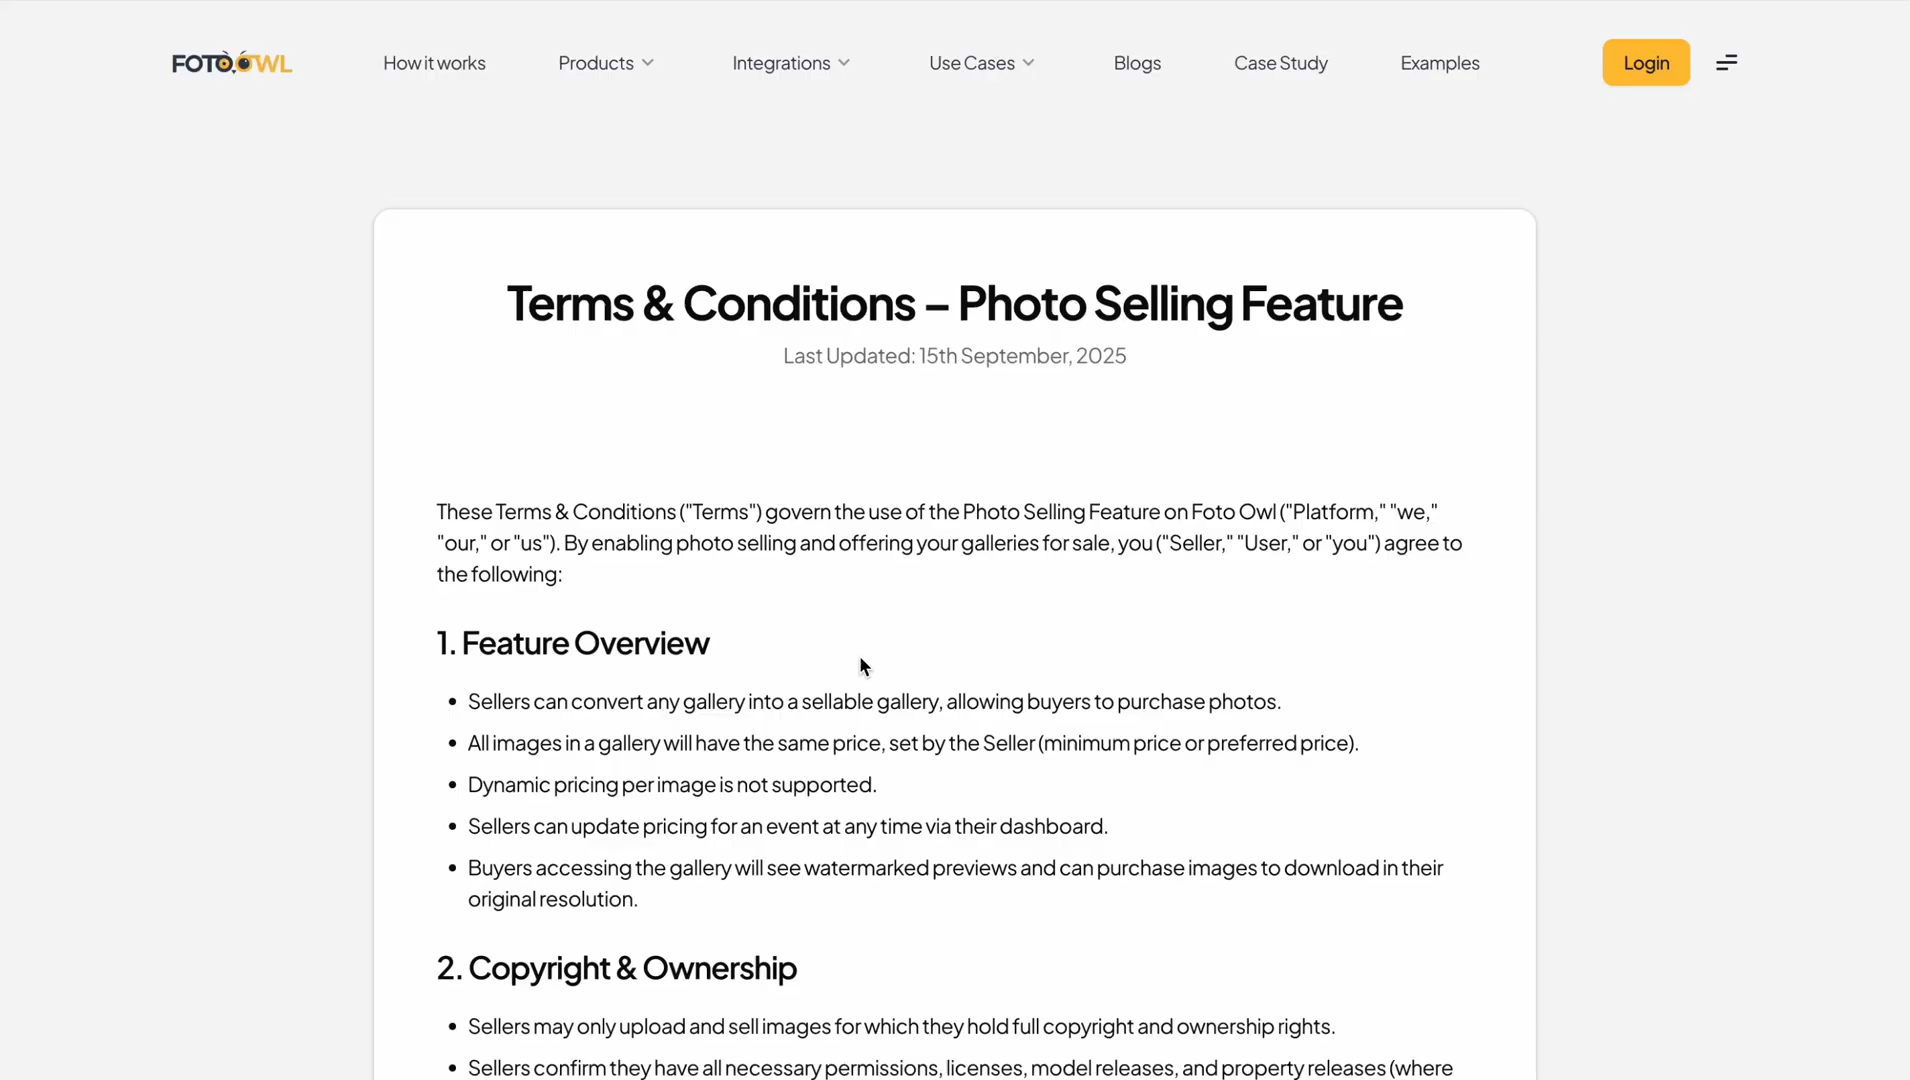 FOTOOWL How it works Products Integrations Use Cases Blogs Case Study Examples Login
Terms & Conditions – Photo Selling Feature
Last Updated: 15th September, 2025
These Terms & Conditions ("Terms") govern the use of the Photo Selling Feature on Foto Owl ("Platform," "we,"
"our," or "us"). By enabling photo selling and offering your galleries for sale, you ("Seller," "User," or "you") agree to
the following:
1. Feature Overview
• Sellers can convert any gallery into a sellable gallery, allowing buyers to purchase photos.
• All images in a gallery will have the same price, set by the Seller (minimum price or preferred price).
• Dynamic pricing per image is not supported.
• Sellers can update pricing for an event at any time via their dashboard.
• Buyers accessing the gallery will see watermarked previews and can purchase images to download in their
original resolution.
2. Copyright & Ownership
• Sellers may only upload and sell images for which they hold full copyright and ownership rights.
• Sellers confirm they have all necessary permissions, licenses, model releases, and property releases (where